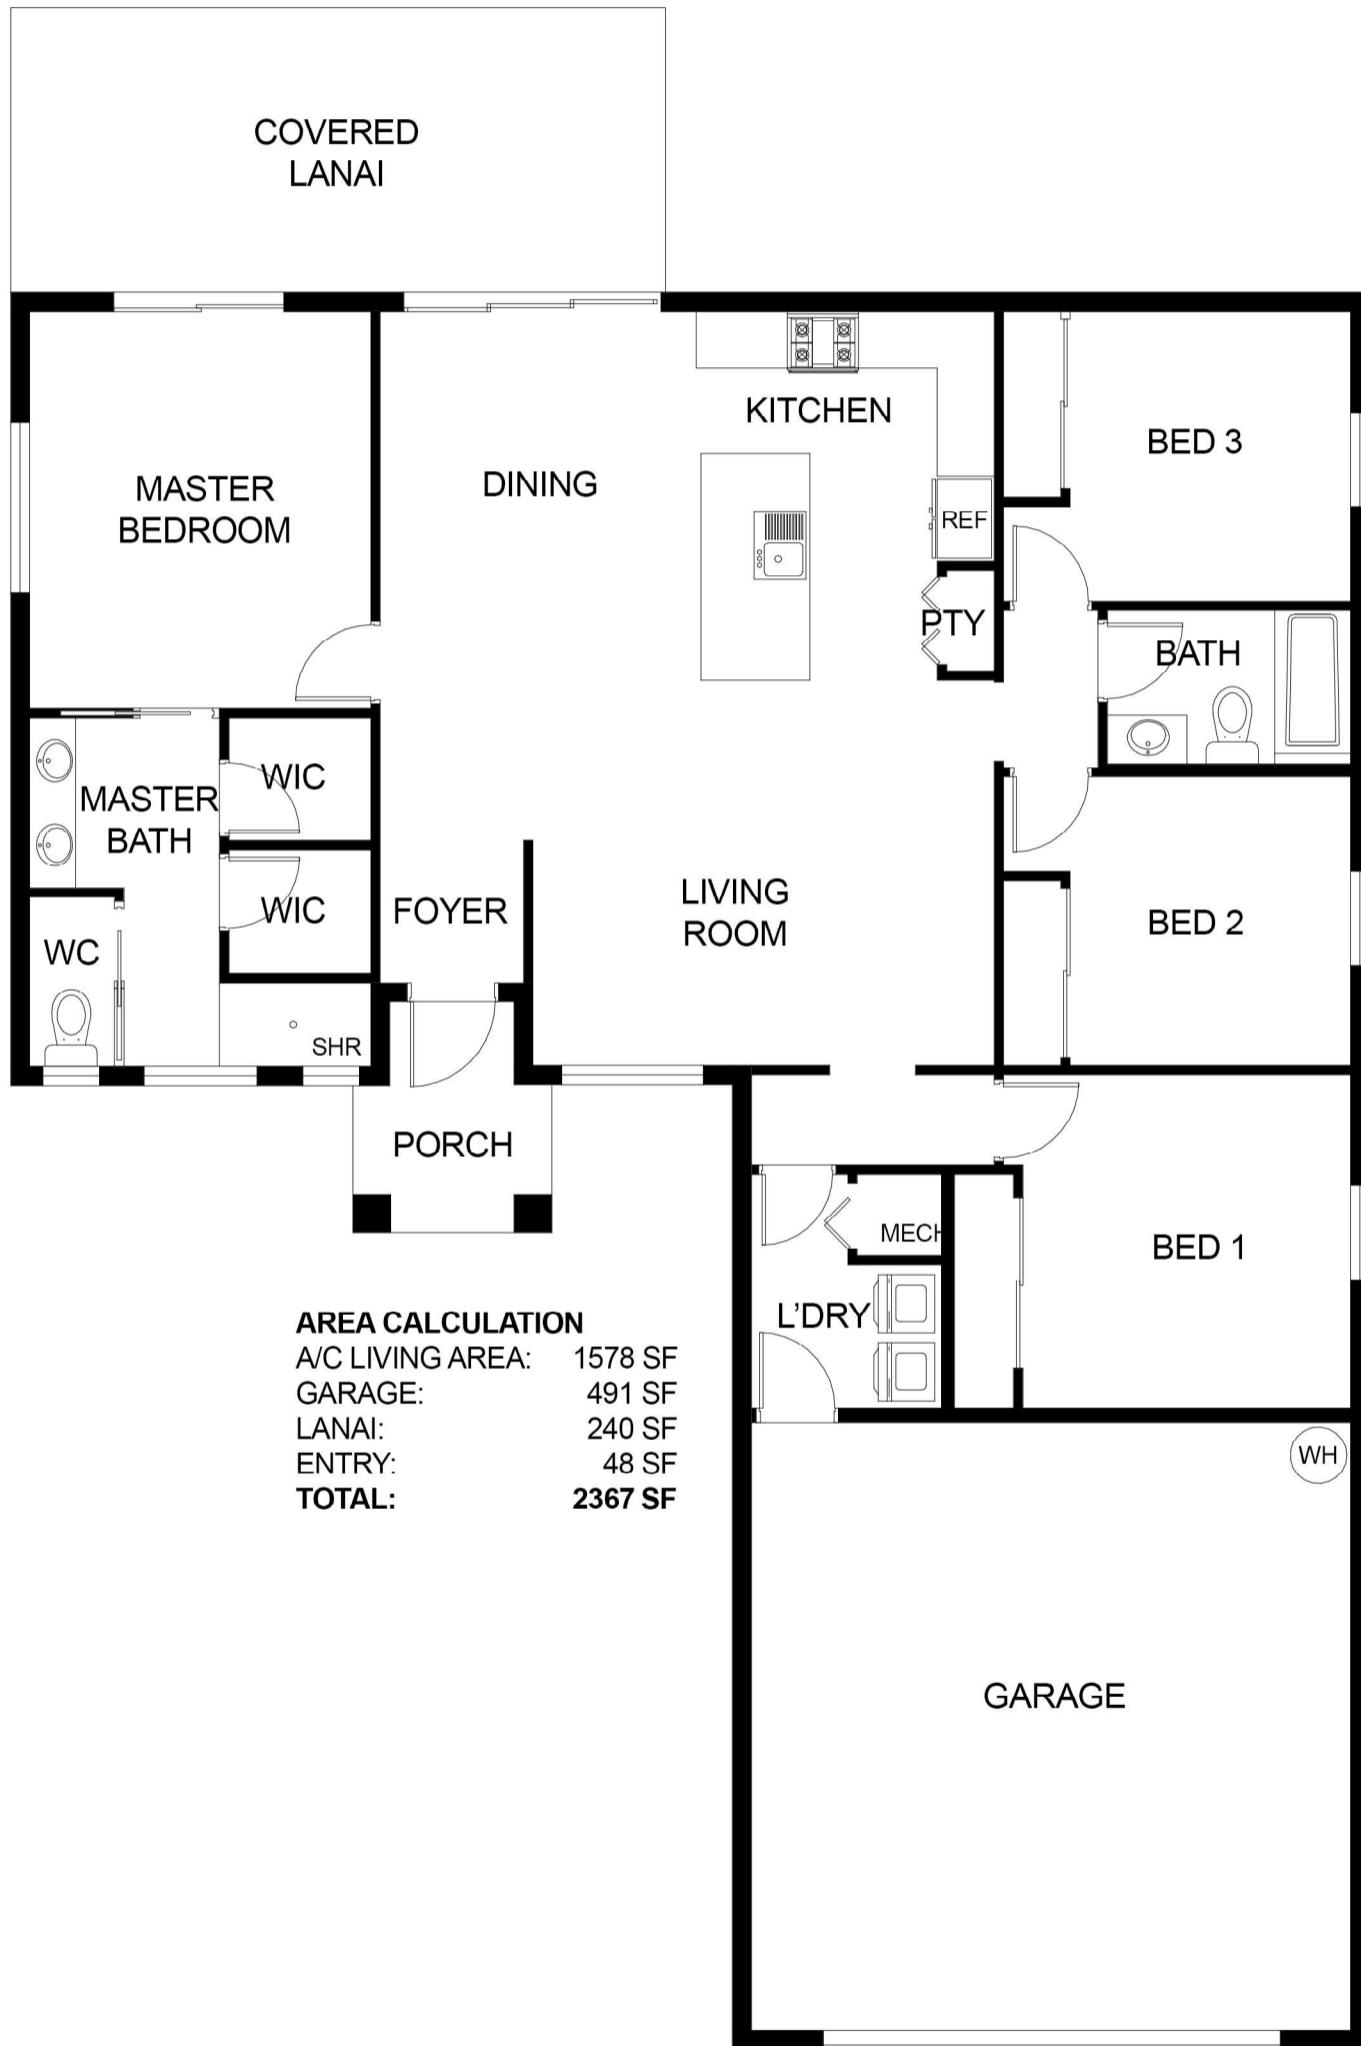 COVERED
LANAI
KITCHEN
BED 3
MASTER
BEDROOM
DINING
REF
PTY
BATH
WIC
MASTER
BATH
WIC
FOYER
LIVING
ROOM
BED 2
WC
SHR
PORCH
MECH
BED 1
L'DRY
AREA CALCULATION
A/C LIVING AREA: 1578 SF
GARAGE: 491 SF
LANAI: 240 SF
ENTRY: 48 SF
TOTAL: 2367 SF
WH
GARAGE